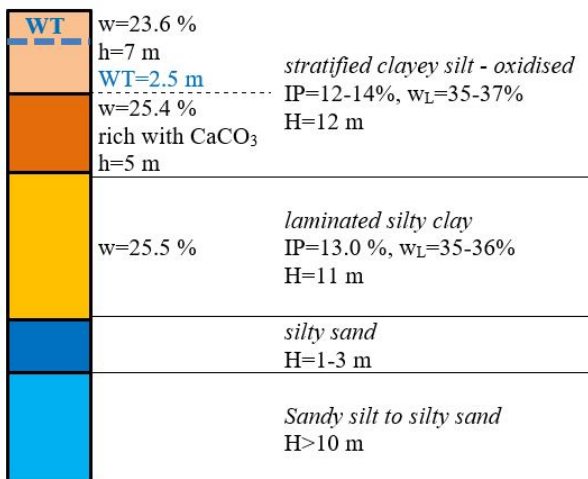 WT
w=23.6 %
h=7 m
WT=2.5 m
stratified clayey silt - oxidised
IP=12-14%, wL=35-37%
H=12 m
w=25.4 %
rich with CaCO3
h=5 m
laminated silty clay
IP=13.0 %, wL=35-36%
H=11 m
w=25.5 %
silty sand
H=1-3 m
Sandy silt to silty sand
H>10 m